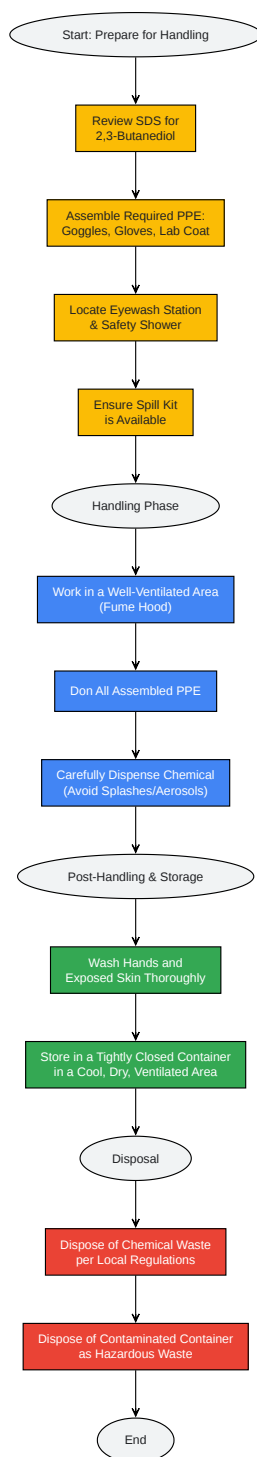 Start: Prepare for Handling
Review SDS for
2,3-Butanediol
Assemble Required PPE:
Goggles, Gloves, Lab Coat
Locate Eyewash Station
& Safety Shower
Ensure Spill Kit
is Available
Handling Phase
Work in a Well-Ventilated Area
(Fume Hood)
Don All Assembled PPE
Carefully Dispense Chemical
(Avoid Splashes/Aerosols)
Post-Handling & Storage
Wash Hands and
Exposed Skin Thoroughly
Store in a Tightly Closed Container
in a Cool, Dry, Ventilated Area
Disposal
Dispose of Chemical Waste
per Local Regulations
Dispose of Contaminated Container
as Hazardous Waste
End